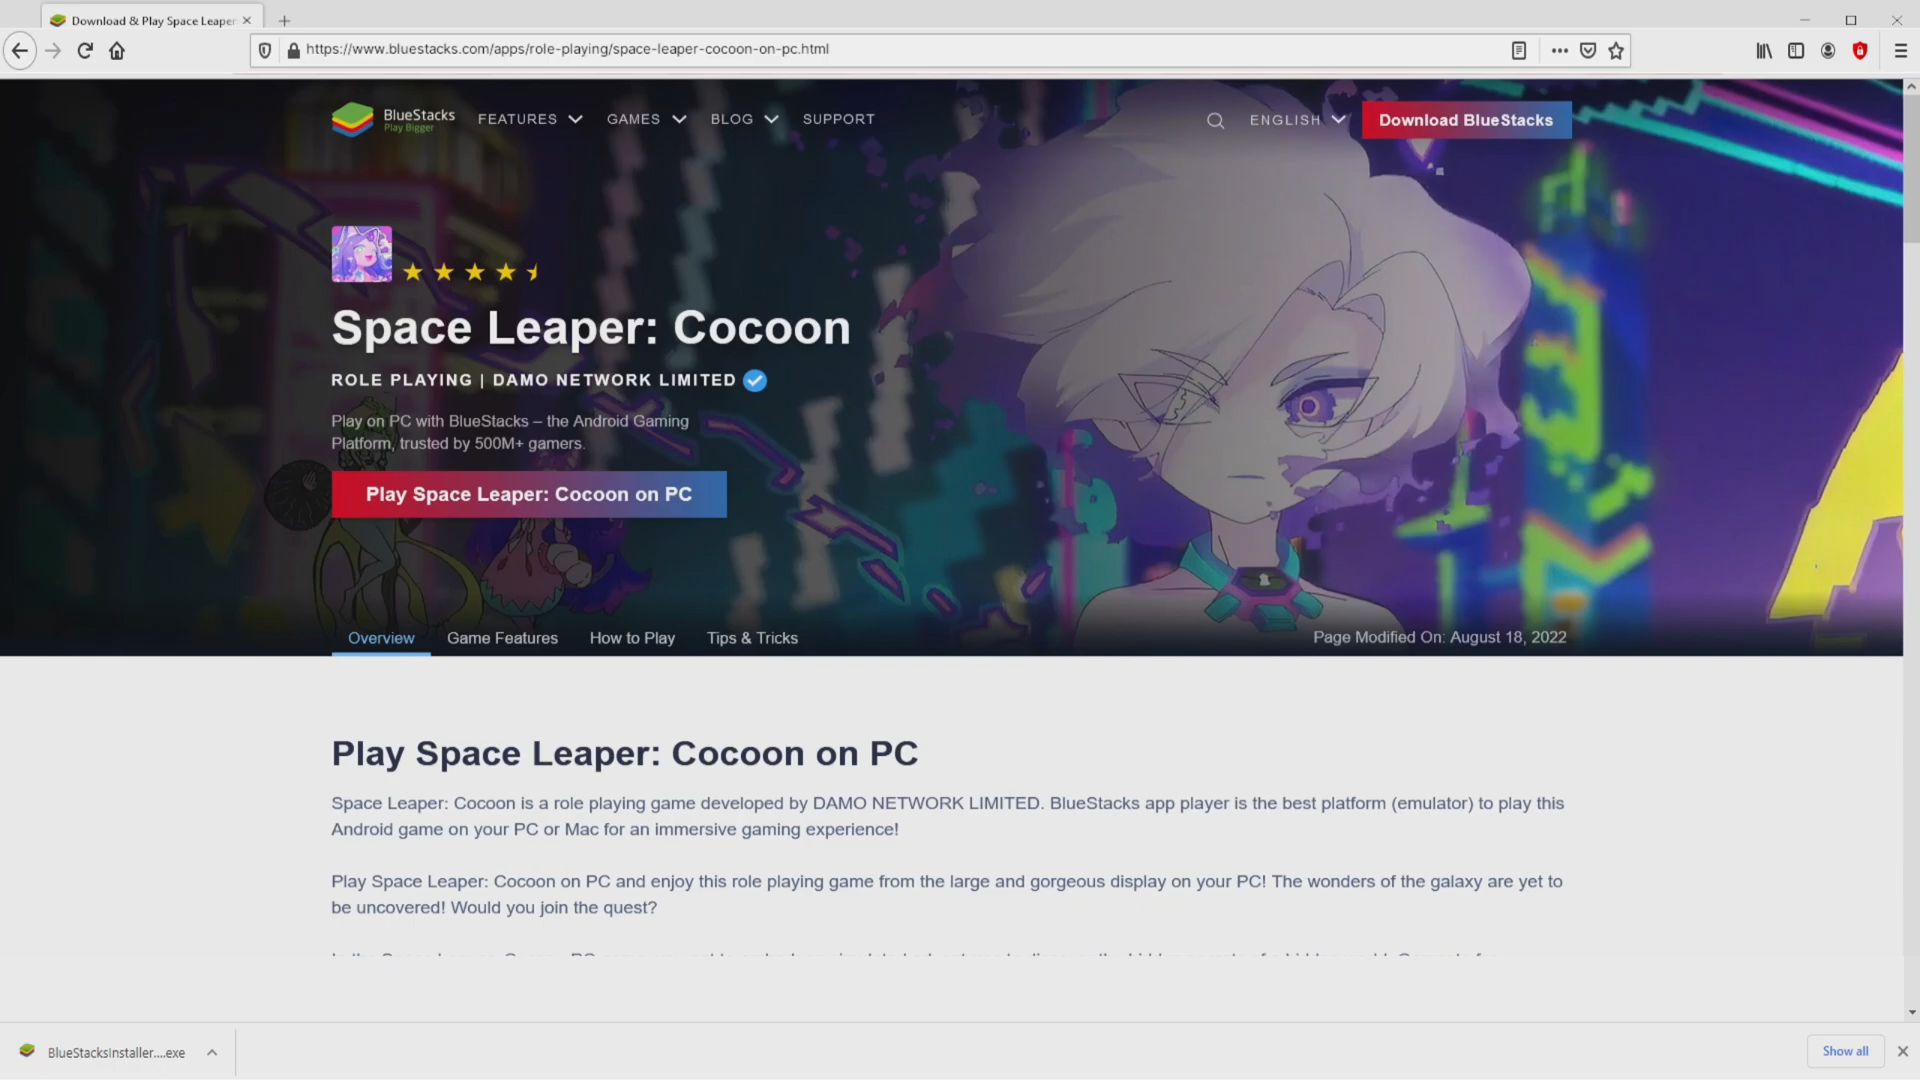 Download & Play Space Leaper
https://www.bluestacks.com/apps/role-playing/space-leaper-cocoon-on-pc.html
BlueStacks
Play Bigger
FEATURES
GAMES
BLOG
SUPPORT
ENGLISH
Download BlueStacks
Space Leaper: Cocoon
ROLE PLAYING | DAMO NETWORK LIMITED
Play on PC with BlueStacks – the Android Gaming
Platform, trusted by 500M+ gamers.
Play Space Leaper: Cocoon on PC
Overview
Game Features
How to Play
Tips & Tricks
Page Modified On: August 18, 2022
Play Space Leaper: Cocoon on PC
Space Leaper: Cocoon is a role playing game developed by DAMO NETWORK LIMITED. BlueStacks app player is the best platform (emulator) to play this
Android game on your PC or Mac for an immersive gaming experience!
Play Space Leaper: Cocoon on PC and enjoy this role playing game from the large and gorgeous display on your PC! The wonders of the galaxy are yet to
be uncovered! Would you join the quest?
BlueStacksInstaller....exe
Show all